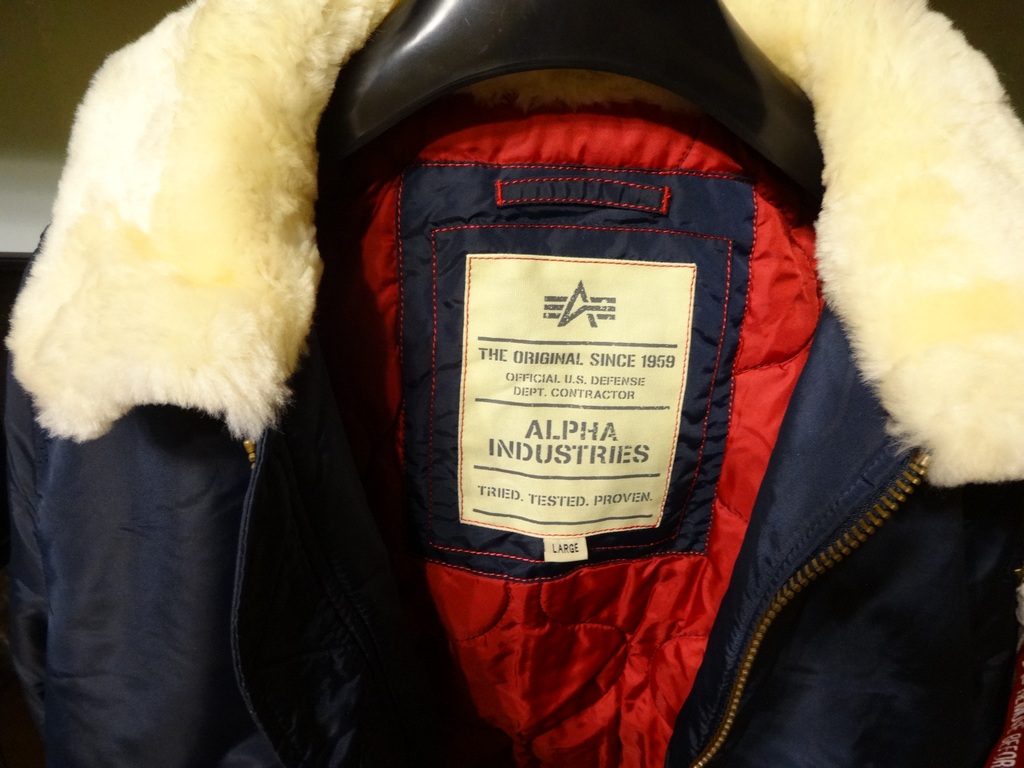 THE ORIGINAL SINCE 1959
OFFICIAL U.S. DEFENSE
DEPT. CONTRACTOR
ALPHA
INDUSTRIES
TRIED. TESTED. PROVEN.
LARGE